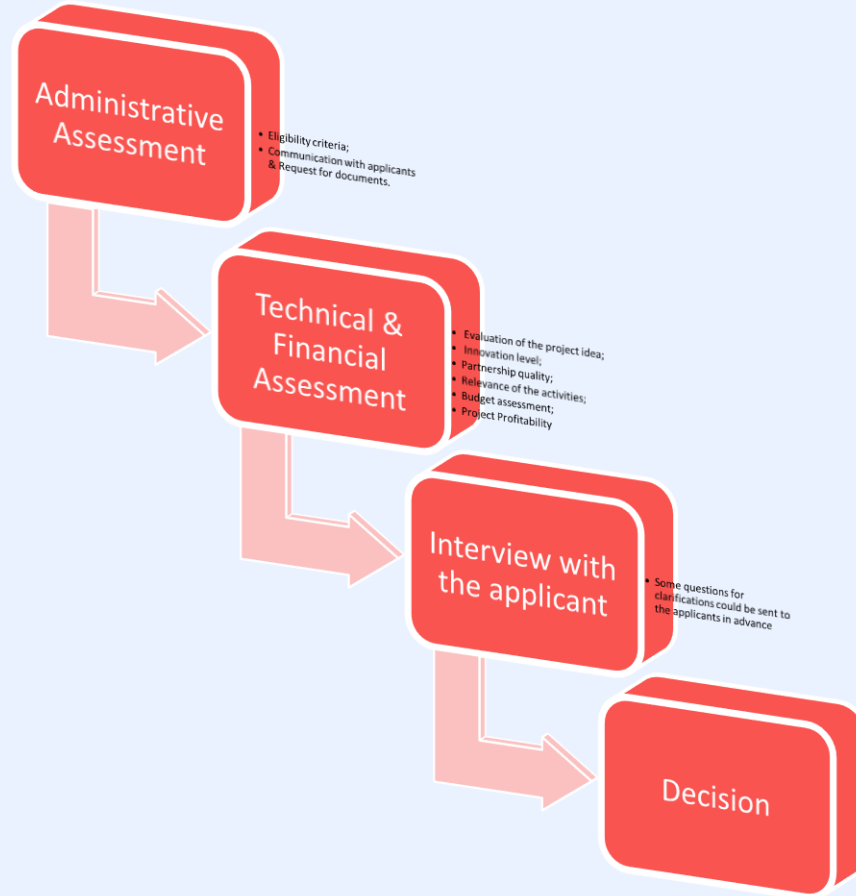 Administrative
Assessment
• Eligibility criteria;
• Communication with applicants
& Request for documents.
Technical &
Financial
Assessment
• Evaluation of the project idea;
• Innovation level;
• Partnership quality;
• Relevance of the activities;
• Budget assessment;
• Project Profitability
Interview with
the applicant
• Some questions for
clarifications could be sent to
the applicants in advance
Decision